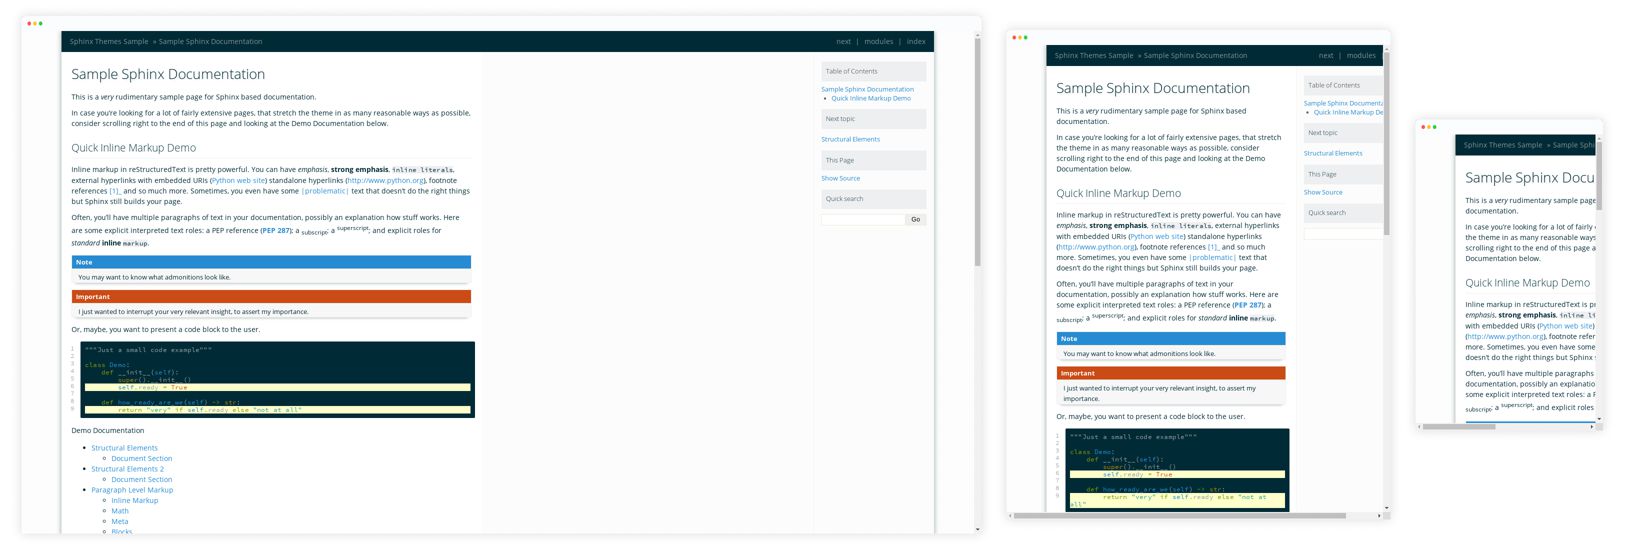 Sphinx Themes Sample » Sample Sphinx Documentation
next | modules | index
Sample Sphinx Documentation
This is a very rudimentary sample page for Sphinx based documentation.
In case you're looking for a lot of fairly extensive pages, that stretch the theme in as many reasonable ways as possible,
consider scrolling right to the end of this page and looking at the Demo Documentation below.
Quick Inline Markup Demo
Inline markup in reStructuredText is pretty powerful. You can have emphasis, strong emphasis, inline literals,
external hyperlinks with embedded URIs (Python web site) standalone hyperlinks (http://www.python.org), footnote
references [1]_ and so much more. Sometimes, you even have some |problematic| text that doesn't do the right things
but Sphinx still builds your page.
Often, you'll have multiple paragraphs of text in your documentation, possibly an explanation how stuff works. Here
are some explicit interpreted text roles: a PEP reference (PEP 287); a subscript; a superscript; and explicit roles for
standard inline markup.
Note
You may want to know what admonitions look like.
Important
I just wanted to interrupt your very relevant insight, to assert my importance.
Or, maybe, you want to present a code block to the user.
1 """Just a small code example"""
2
3 class Demo:
4 def __init__(self):
5 super().__init__()
6 self.ready = True
7
8 def how_ready_are_we(self) -> str:
9 return "very" if self.ready else "not at all"
Demo Documentation
Structural Elements
Document Section
Structural Elements 2
Document Section
Paragraph Level Markup
Inline Markup
Math
Meta
Blocks
Table of Contents
Sample Sphinx Documentation
Quick Inline Markup Demo
Next topic
Structural Elements
This Page
Show Source
Quick search
Go
Sphinx Themes Sample » Sample Sphinx Documentation
next | modules |
Sample Sphinx Documentation
This is a very rudimentary sample page for Sphinx based
documentation.
In case you're looking for a lot of fairly extensive pages, that stretch
the theme in as many reasonable ways as possible, consider
scrolling right to the end of this page and looking at the Demo
Documentation below.
Quick Inline Markup Demo
Inline markup in reStructuredText is pretty powerful. You can have
emphasis, strong emphasis, inline literals, external hyperlinks
with embedded URIs (Python web site) standalone hyperlinks
(http://www.python.org), footnote references [1]_ and so much
more. Sometimes, you even have some |problematic| text that
doesn't do the right things but Sphinx still builds your page.
Often, you'll have multiple paragraphs of text in your
documentation, possibly an explanation how stuff works. Here are
some explicit interpreted text roles: a PEP reference (PEP 287); a
subscript; a superscript; and explicit roles for standard inline markup.
Note
You may want to know what admonitions look like.
Important
I just wanted to interrupt your very relevant insight, to assert my
importance.
Or, maybe, you want to present a code block to the user.
1 """Just a small code example"""
2
3 class Demo:
4 def __init__(self):
5 super().__init__()
6 self.ready = True
7
8 def how_ready_are_we(self) -> str:
9 return "very" if self.ready else "not at
all"
Table of Contents
Sample Sphinx Documenta
Quick Inline Markup De
Next topic
Structural Elements
This Page
Show Source
Quick search
Sphinx Themes Sample » Sample Sphi
Sample Sphinx Docu
This is a very rudimentary sample page
documentation.
In case you're looking for a lot of fairly
the theme in as many reasonable ways
scrolling right to the end of this page a
Documentation below.
Quick Inline Markup Demo
Inline markup in reStructuredText is pr
emphasis, strong emphasis, inline li
with embedded URIs (Python web site)
(http://www.python.org), footnote refer
more. Sometimes, you even have some
doesn't do the right things but Sphinx s
Often, you'll have multiple paragraphs
documentation, possibly an explanatio
some explicit interpreted text roles: a P
subscript; a superscript; and explicit roles